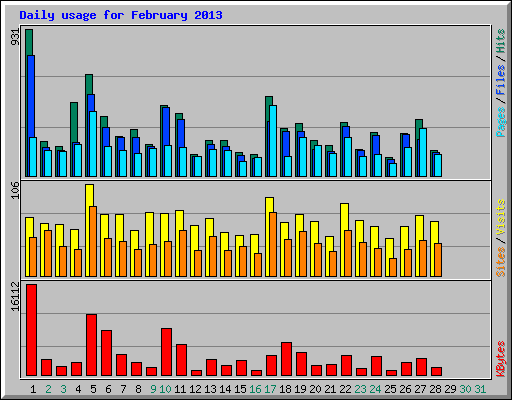 Daily usage for February 2013
931
Pages / Files / Hits
106
Sites / Visits
16112
KBytes
1 2 3 4 5 6 7 8 9 10 11 12 13 14 15 16 17 18 19 20 21 22 23 24 25 26 27 28 29 30 31